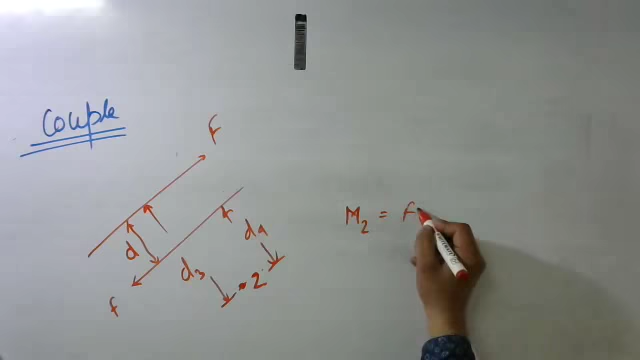 Couple
F
d
d₄
d₃
2
f
M₂ = F